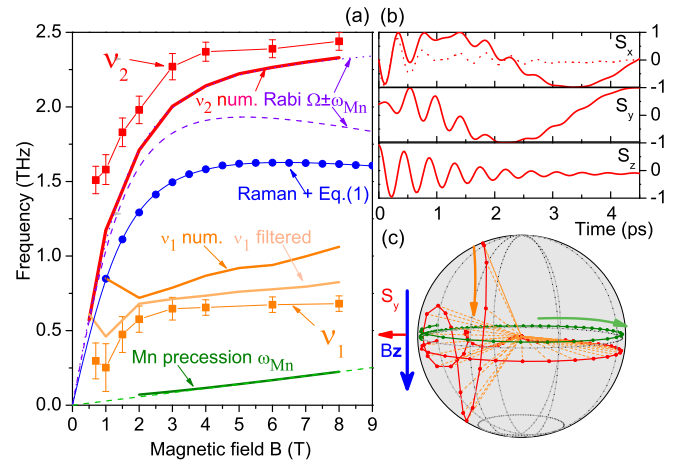 (a)
2.5
2.0
1.5
1.0
0.5
0.0
Frequency (THz)
ν2
ν2 num.
Rabi Ω±ωMn
Raman + Eq.(1)
ν1 num.
ν1 filtered
ν1
Mn precession ωMn
0 1 2 3 4 5 6 7 8 9
Magnetic field B (T)
(b)
Sx
1
0
-1
Sy
1
0
-1
Sz
1
0
-1
0 1 2 3 4
Time (ps)
(c)
Sy
Bz